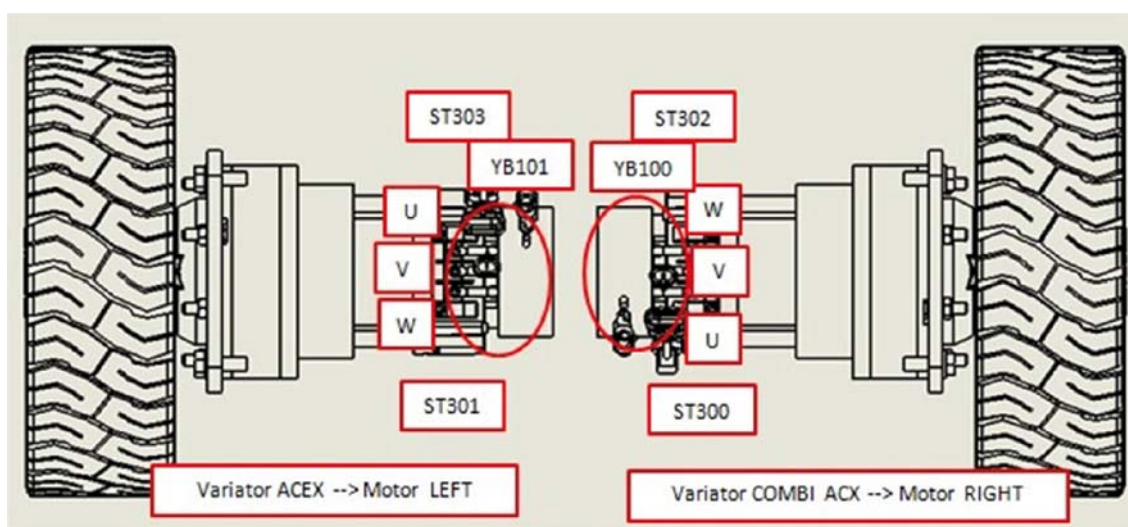 ST303
ST302
YB101
YB100
U
W
V
V
W
U
ST301
ST300
Variator ACEX --> Motor LEFT
Variator COMBI ACX --> Motor RIGHT